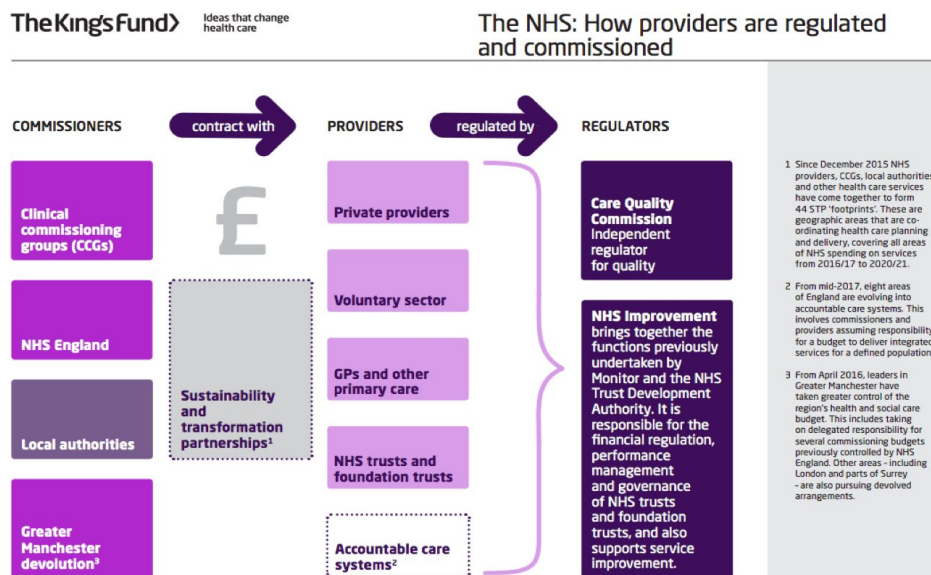 TheKingsFund>
Ideas that change
health care
The NHS: How providers are regulated
and commissioned
COMMISSIONERS
contract with
PROVIDERS
regulated by
REGULATORS
Clinical
commissioning
groups (CCGs)
NHS England
Local authorities
Greater
Manchester
devolution³
£
Sustainability
and
transformation
partnerships¹
Private providers
Voluntary sector
GPs and other
primary care
NHS trusts and
foundation trusts
Accountable care
systems²
Care Quality
Commission
Independent
regulator
for quality
NHS Improvement
brings together the
functions previously
undertaken by
Monitor and the NHS
Trust Development
Authority. It is
responsible for the
financial regulation,
performance
management
and governance
of NHS trusts
and foundation
trusts, and also
supports service
improvement.
1 Since December 2015 NHS
providers, CCGs, local authorities
and other health care services
have come together to form
44 STP ‘footprints’. These are
geographic areas that are co-
ordinating health care planning
and delivery, covering all areas
of NHS spending on services
from 2016/17 to 2020/21.
2 From mid-2017, eight areas
of England are evolving into
accountable care systems. This
involves commissioners and
providers assuming responsibility
for a budget to deliver integrated
services for a defined population
3 From April 2016, leaders in
Greater Manchester have
taken greater control of the
region’s health and social care
budget. This includes taking
on delegated responsibility for
several commissioning budgets
previously controlled by NHS
England. Other areas – including
London and parts of Surrey
– are also pursuing devolved
arrangements.